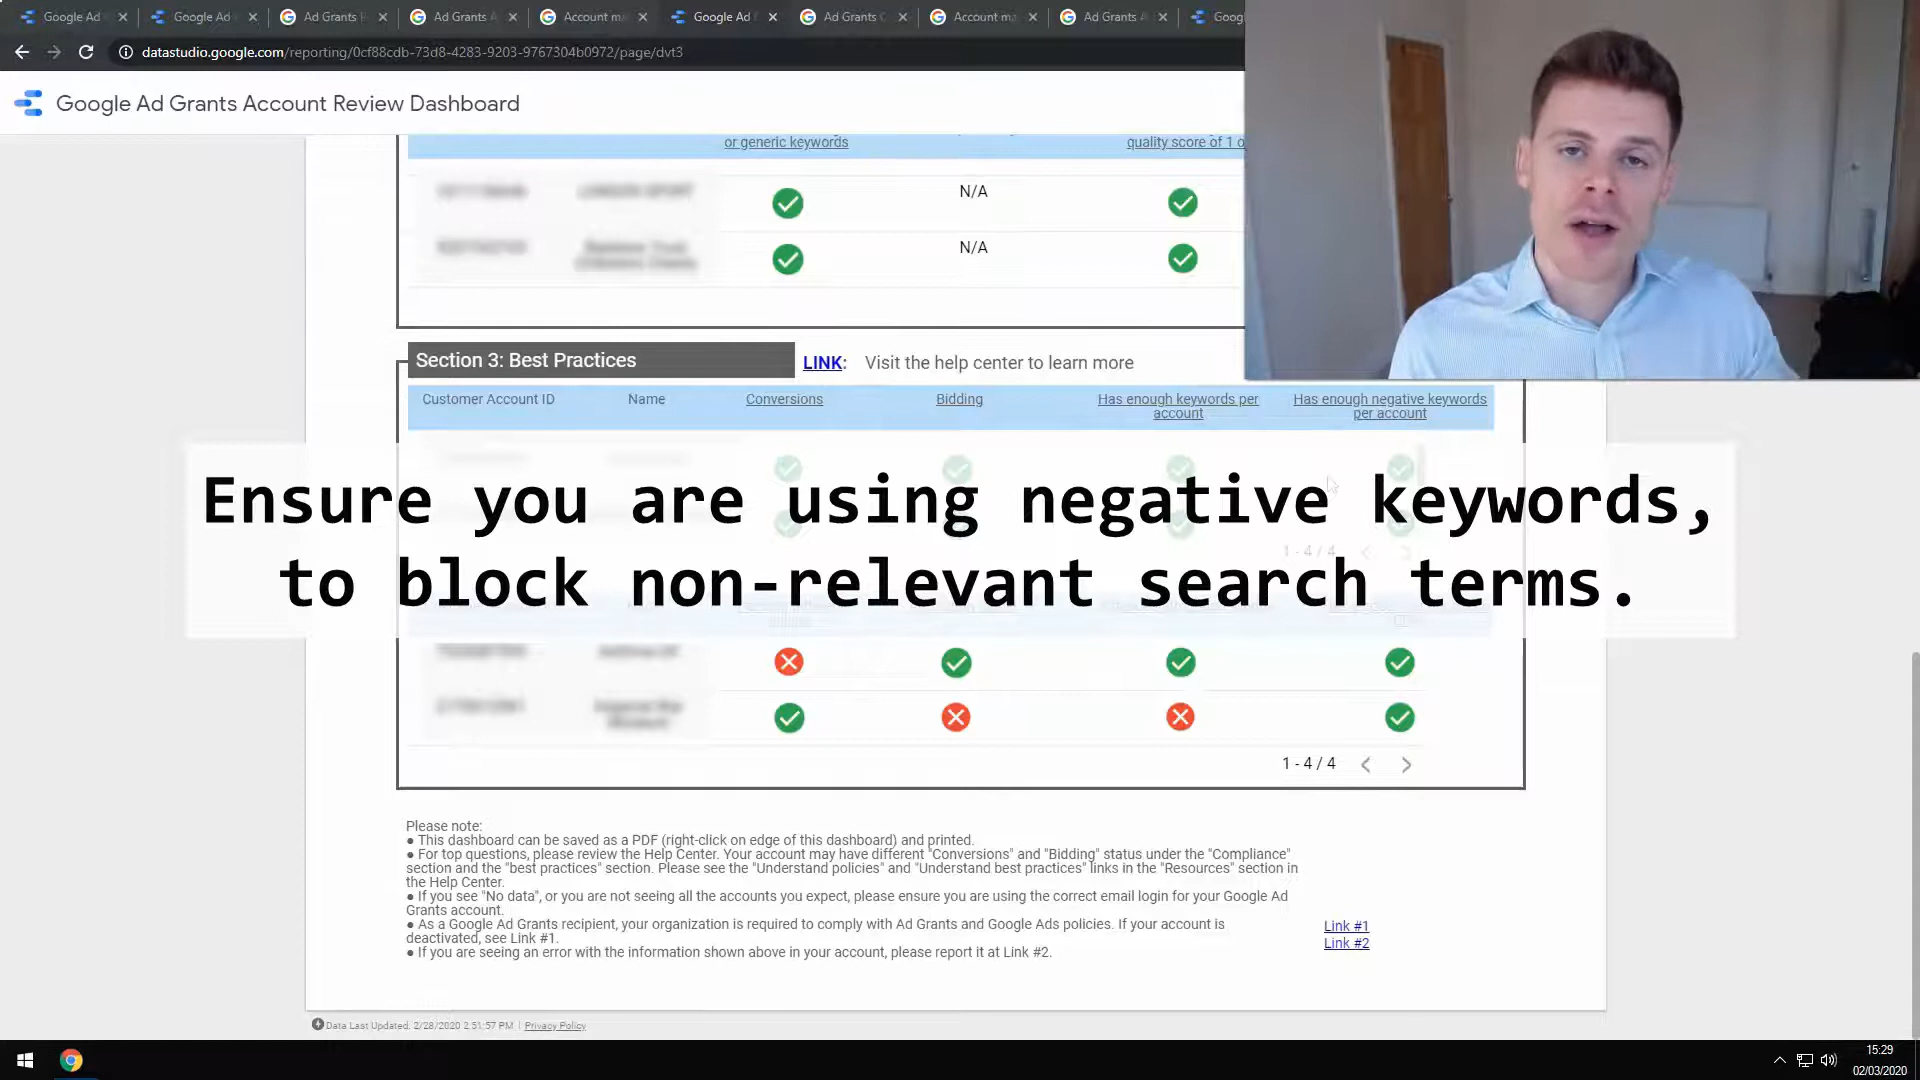 Google Ad
Google Ad
Ad Grants
Ad Grants
Account ma
Google Ad
Ad Grants
Account ma
Ad Grants
Goog
datastudio.google.com/reporting/0cf88cdb-73d8-4283-9203-9767304b0972/page/dvt3
Google Ad Grants Account Review Dashboard
or generic keywords
quality score of 1 o
N/A
N/A
Section 3: Best Practices
LINK: Visit the help center to learn more
Customer Account ID
Name
Conversions
Bidding
Has enough keywords per
account
Has enough negative keywords
per account
Ensure you are using negative keywords,
to block non-relevant search terms.
1 - 4 / 4
1 - 4 / 4
Please note:
● This dashboard can be saved as a PDF (right-click on edge of this dashboard) and printed.
● For top questions, please review the Help Center. Your account may have different "Conversions" and "Bidding" status under the "Compliance"
section and the "best practices" section. Please see the "Understand policies" and "Understand best practices" links in the "Resources" section in
the Help Center.
● If you see "No data", or you are not seeing all the accounts you expect, please ensure you are using the correct email login for your Google Ad
Grants account.
● As a Google Ad Grants recipient, your organization is required to comply with Ad Grants and Google Ads policies. If your account is
deactivated, see Link #1.
● If you are seeing an error with the information shown above in your account, please report it at Link #2.
Link #1
Link #2
Data Last Updated: 2/28/2020 2:51:57 PM | Privacy Policy
15:29
02/03/2020